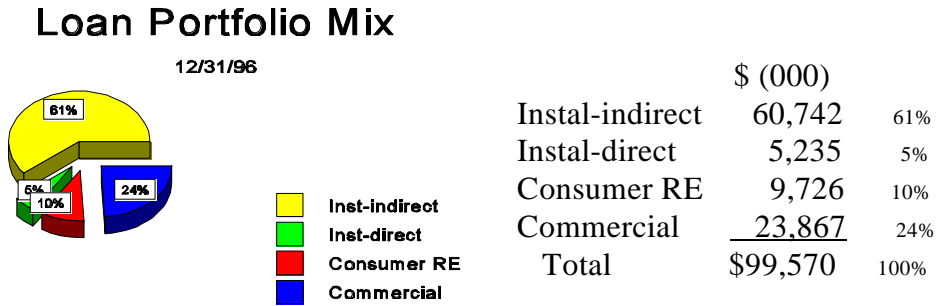 Loan Portfolio Mix
12/31/96
61%
5%
10%
24%
Inst-indirect
Inst-direct
Consumer RE
Commercial
$ (000)
Instal-indirect 60,742 61%
Instal-direct 5,235 5%
Consumer RE 9,726 10%
Commercial 23,867 24%
Total $99,570 100%